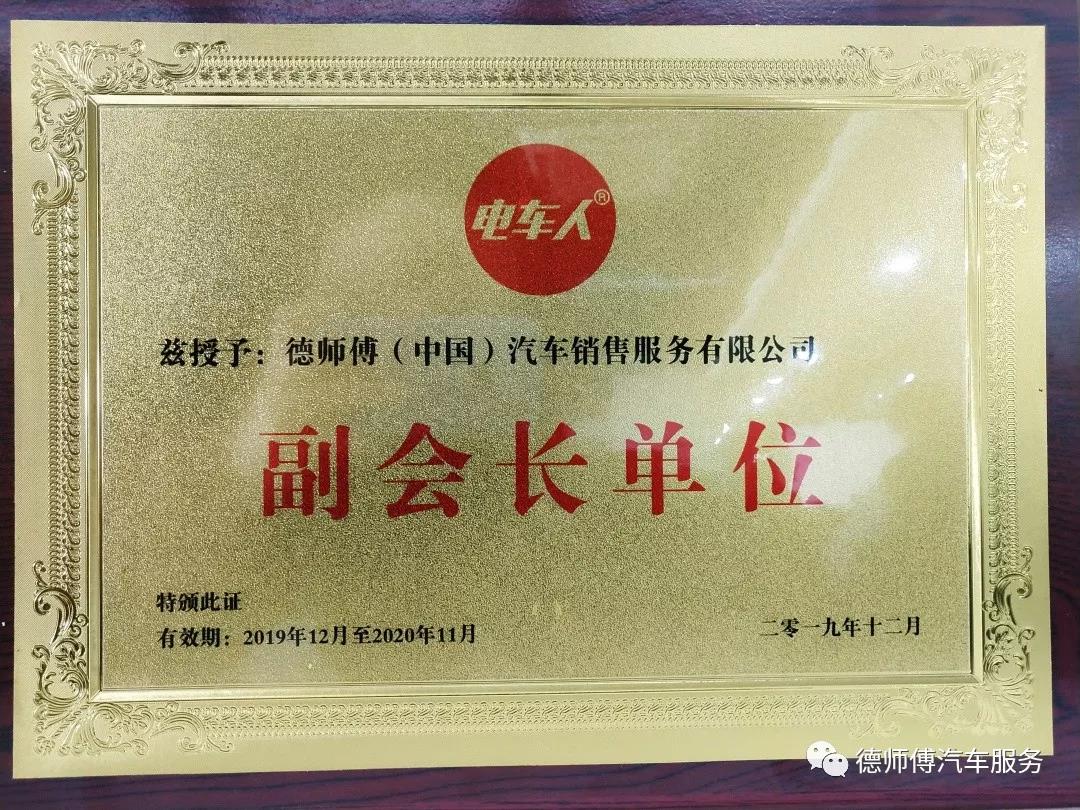 电车人®
兹授予：德师傅（中国）汽车销售服务有限公司
副会长单位
特颁此证
有效期：2019年12月至2020年11月
二零一九年十二月
德师傅汽车服务